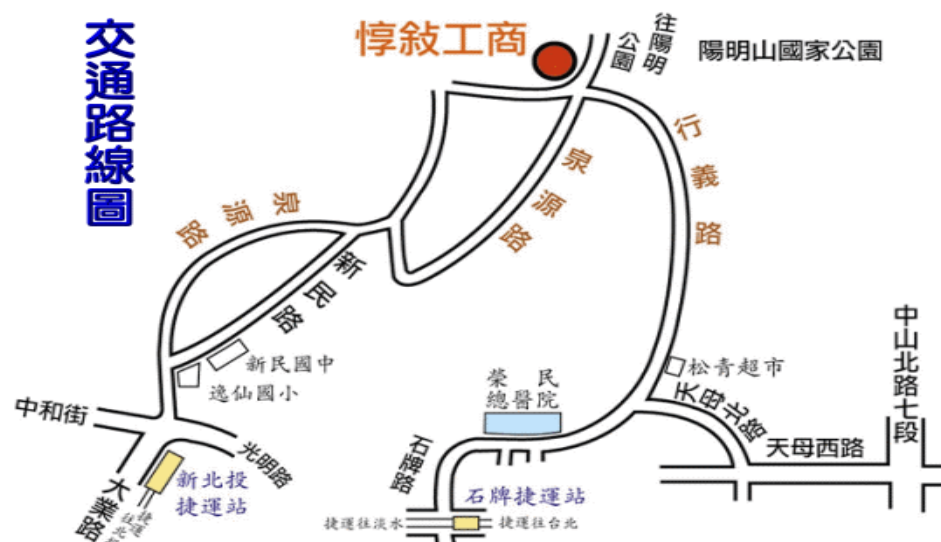 交通路線圖
惇敍工商
往陽明
公園
陽明山國家公園
行義路
泉源路
泉源路
新民路
新民國中
逸仙國小
榮民
總醫院
松青超市
天母北路
中山北路七段
天母西路
中和街
光明路
石牌路
新北投
捷運站
大業路
捷運
往北
石牌捷運站
捷運往淡水
捷運往台北